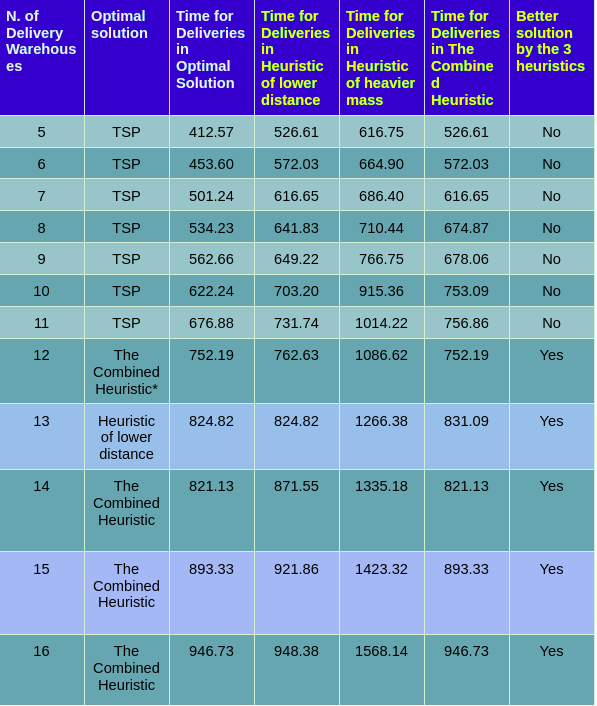 N. of Delivery Warehouses | Optimal solution | Time for Deliveries in Optimal Solution | Time for Deliveries in Heuristic of lower distance | Time for Deliveries in Heuristic of heavier mass | Time for Deliveries in The Combined Heuristic | Better solution by the 3 heuristics
5 | TSP | 412.57 | 526.61 | 616.75 | 526.61 | No
6 | TSP | 453.60 | 572.03 | 664.90 | 572.03 | No
7 | TSP | 501.24 | 616.65 | 686.40 | 616.65 | No
8 | TSP | 534.23 | 641.83 | 710.44 | 674.87 | No
9 | TSP | 562.66 | 649.22 | 766.75 | 678.06 | No
10 | TSP | 622.24 | 703.20 | 915.36 | 753.09 | No
11 | TSP | 676.88 | 731.74 | 1014.22 | 756.86 | No
12 | The Combined Heuristic* | 752.19 | 762.63 | 1086.62 | 752.19 | Yes
13 | Heuristic of lower distance | 824.82 | 824.82 | 1266.38 | 831.09 | Yes
14 | The Combined Heuristic | 821.13 | 871.55 | 1335.18 | 821.13 | Yes
15 | The Combined Heuristic | 893.33 | 921.86 | 1423.32 | 893.33 | Yes
16 | The Combined Heuristic | 946.73 | 948.38 | 1568.14 | 946.73 | Yes